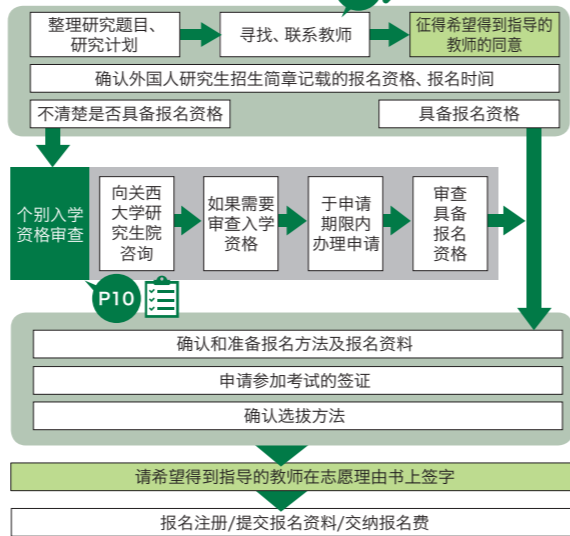 整理研究题目、
研究计划
寻找、联系教师
征得希望得到指导的
教师的同意
确认外国人研究生招生简章记载的报名资格、报名时间
不清楚是否具备报名资格
具备报名资格
个别入学
资格审查
向关西
大学研
究生院
咨询
如果需要
审查入学
资格
于申请
期限内
办理申请
审查
具备
报名
资格
P10
确认和准备报名方法及报名资料
申请参加考试的签证
确认选拔方法
请希望得到指导的教师在志愿理由书上签字
报名注册/提交报名资料/交纳报名费